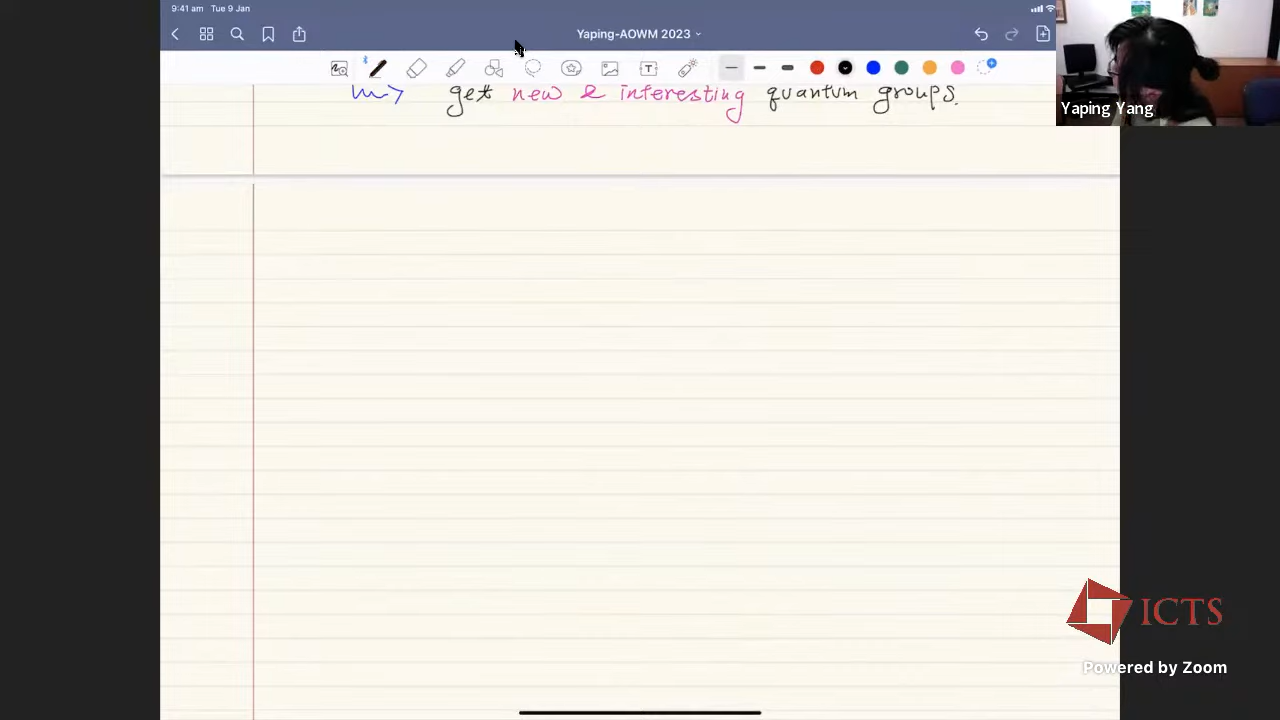 9:41 am Tue 9 Jan
Yaping-AOWM 2023
T
get new & inferesting quantum groups.
Yaping Yang
ICTS
Powered by Zoom